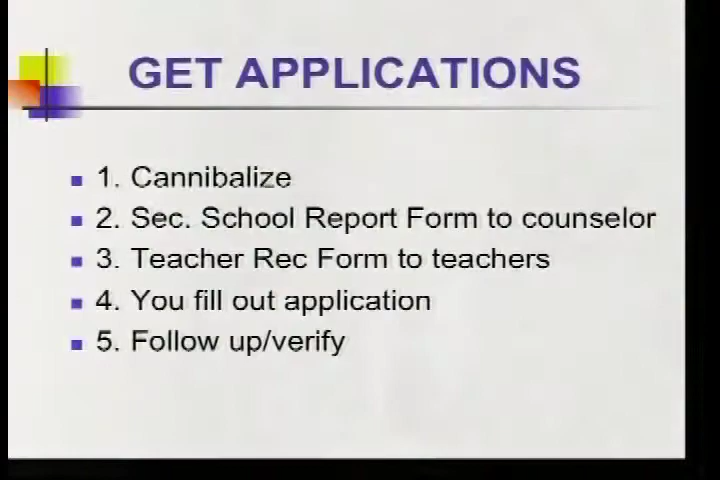 GET APPLICATIONS
1. Cannibalize
2. Sec. School Report Form to counselor
3. Teacher Rec Form to teachers
4. You fill out application
5. Follow up/verify